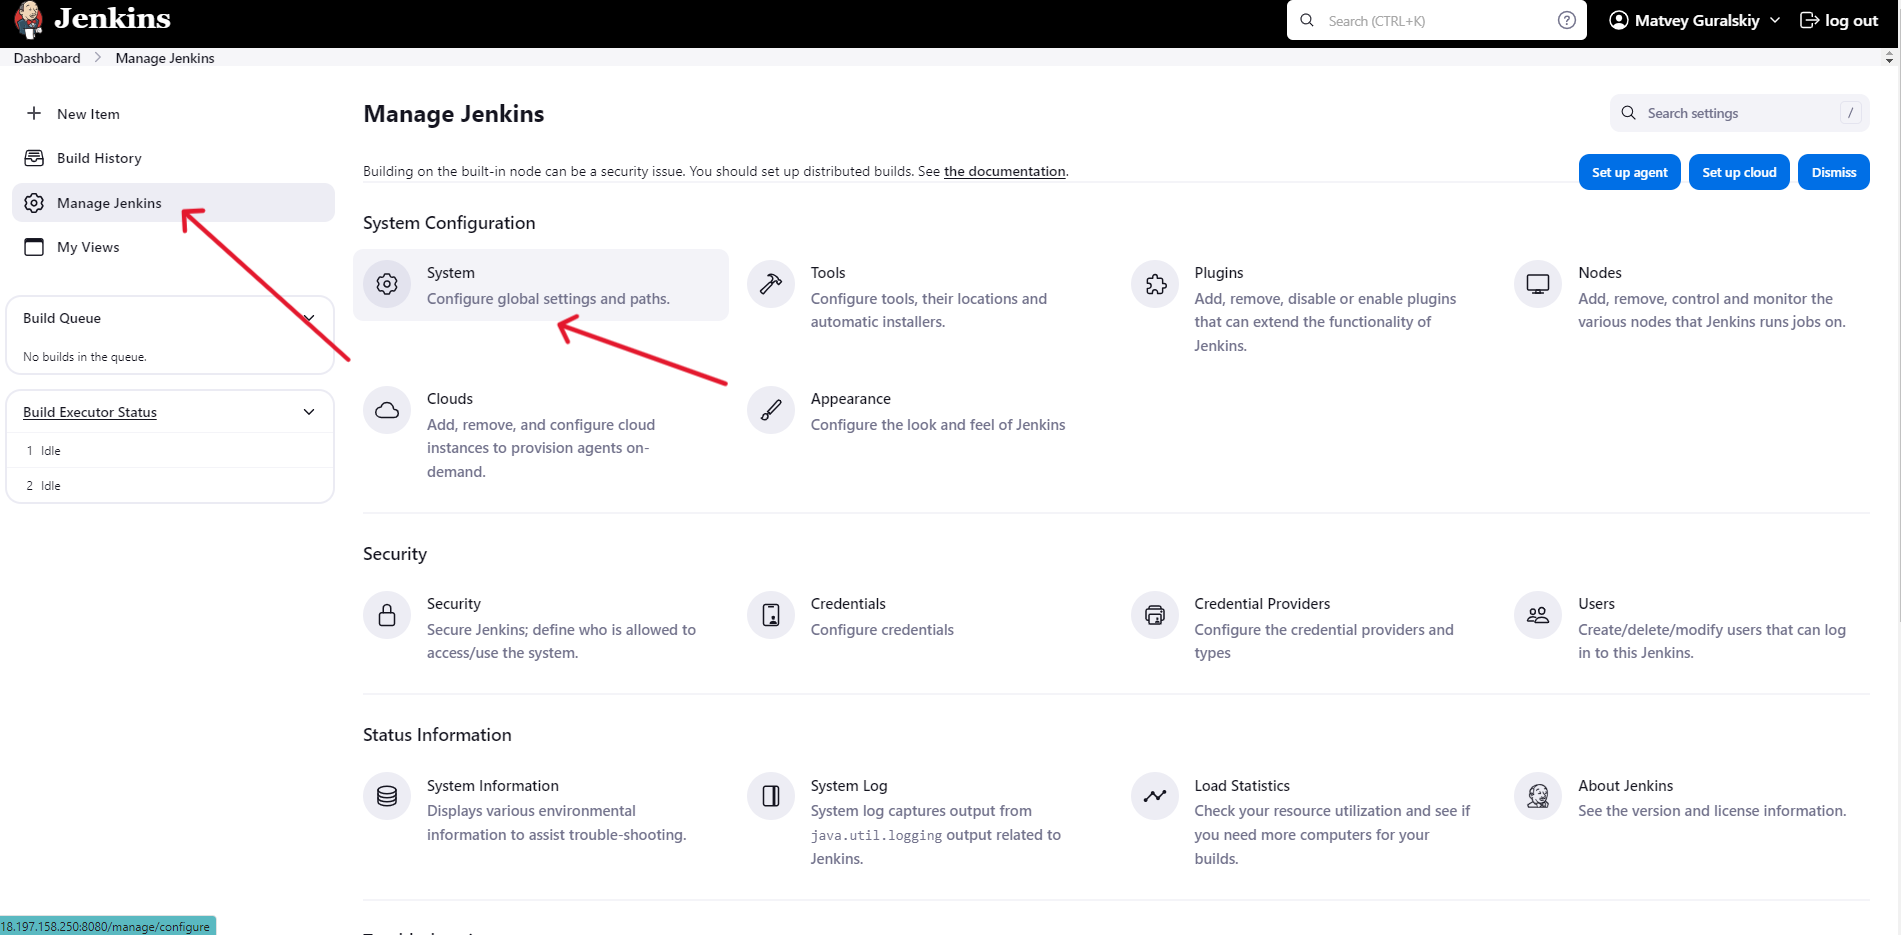 Jenkins
Search (CTRL+K)
?
Matvey Guralskiy
log out
Dashboard
Manage Jenkins
New Item
Build History
Manage Jenkins
My Views
Build Queue
No builds in the queue.
Build Executor Status
1 Idle
2 Idle
Manage Jenkins
Search settings
/
Building on the built-in node can be a security issue. You should set up distributed builds. See the documentation.
Set up agent
Set up cloud
Dismiss
System Configuration
System
Configure global settings and paths.
Tools
Configure tools, their locations and
automatic installers.
Plugins
Add, remove, disable or enable plugins
that can extend the functionality of
Jenkins.
Nodes
Add, remove, control and monitor the
various nodes that Jenkins runs jobs on.
Clouds
Add, remove, and configure cloud
instances to provision agents on-
demand.
Appearance
Configure the look and feel of Jenkins
Security
Security
Secure Jenkins; define who is allowed to
access/use the system.
Credentials
Configure credentials
Credential Providers
Configure the credential providers and
types
Users
Create/delete/modify users that can log
in to this Jenkins.
Status Information
System Information
Displays various environmental
information to assist trouble-shooting.
System Log
System log captures output from
java.util.logging output related to
Jenkins.
Load Statistics
Check your resource utilization and see if
you need more computers for your
builds.
About Jenkins
See the version and license information.
18.197.158.250:8080/manage/configure